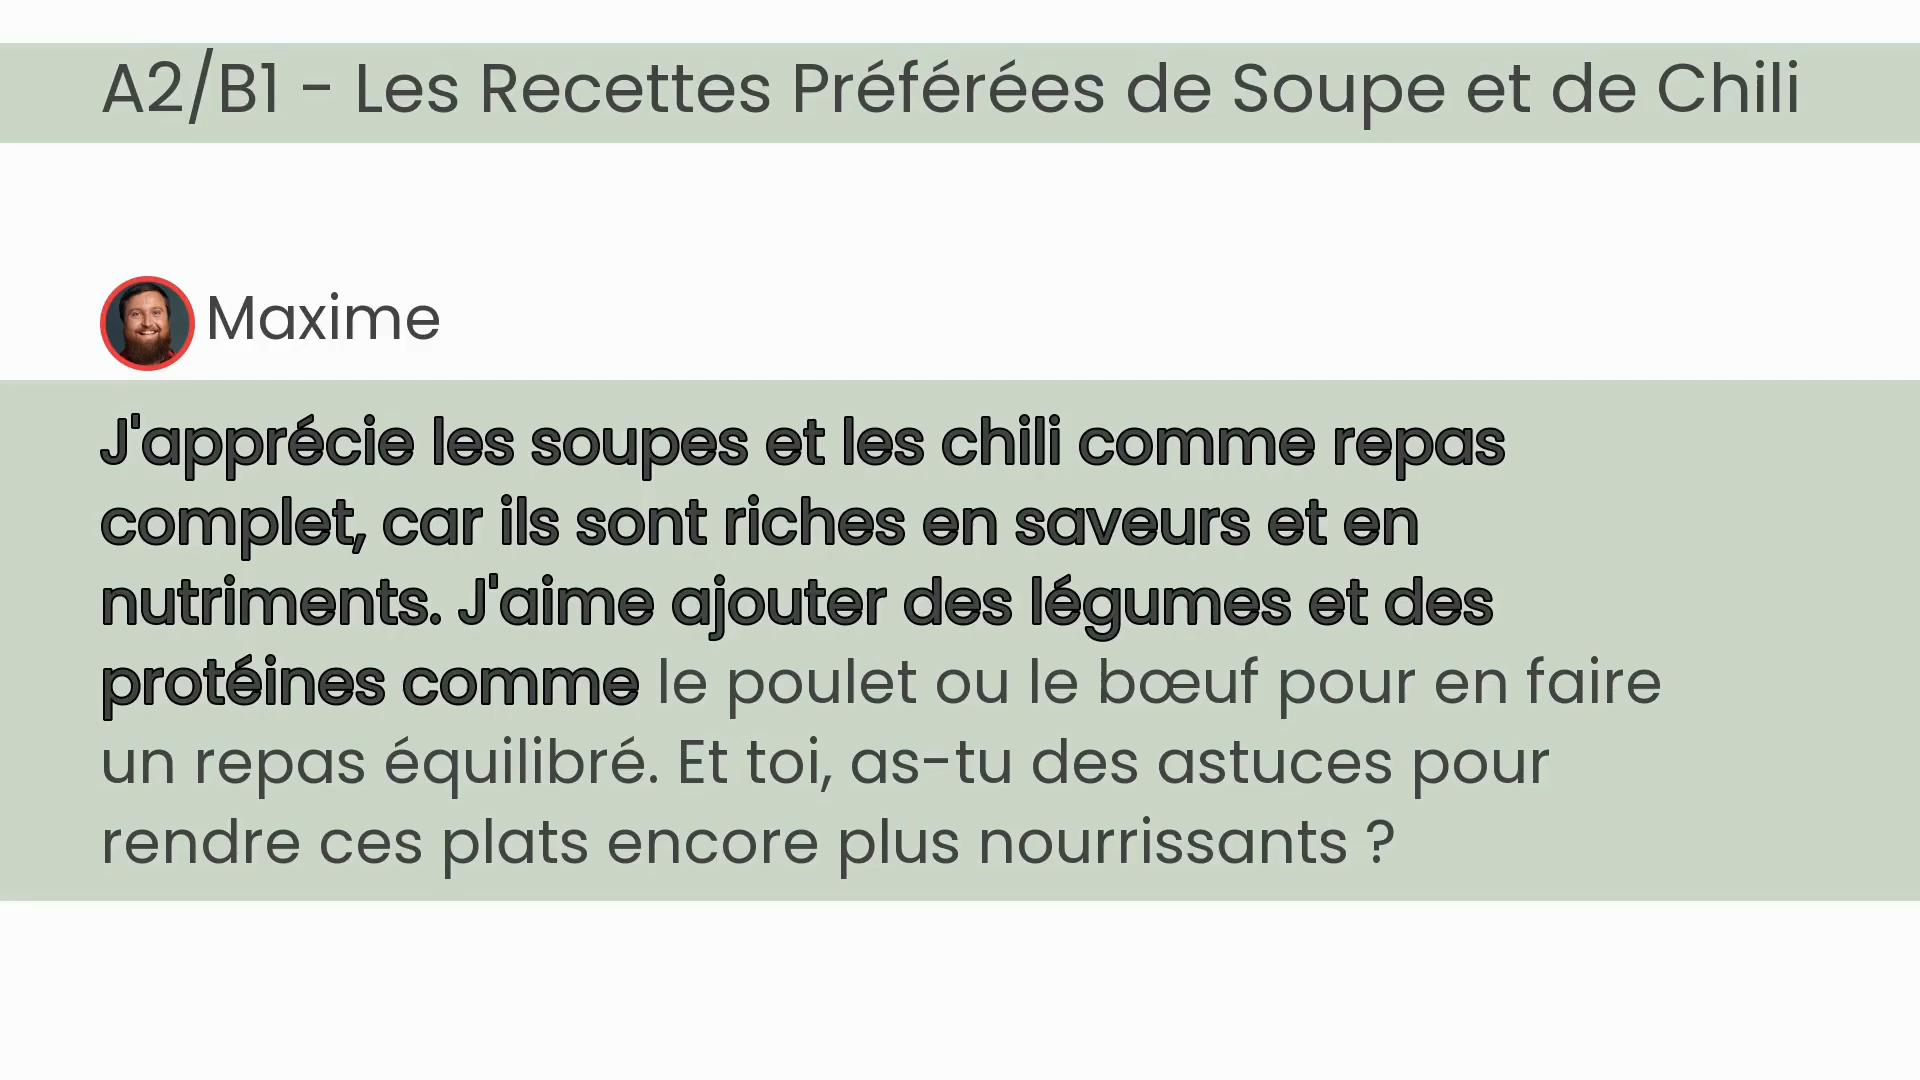 A2/B1 - Les Recettes Préférées de Soupe et de Chili
Maxime
J'apprécie les soupes et les chili comme repas
complet, car ils sont riches en saveurs et en
nutriments. J'aime ajouter des légumes et des
protéines comme le poulet ou le bœuf pour en faire
un repas équilibré. Et toi, as-tu des astuces pour
rendre ces plats encore plus nourrissants ?